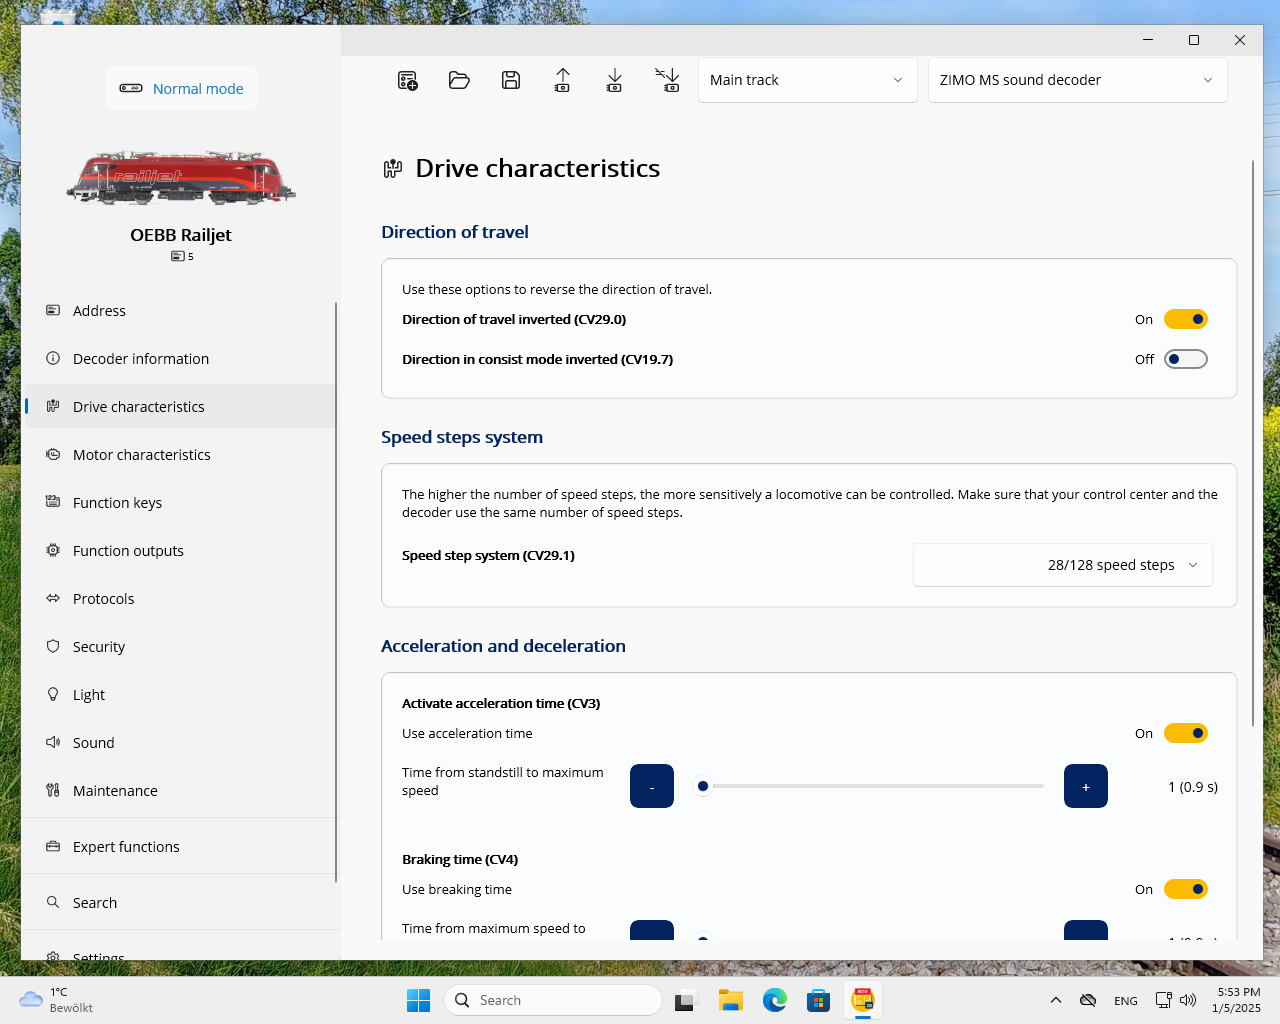 Normal mode
railjet
OEBB Railjet
5
Address
Decoder information
Drive characteristics
Motor characteristics
123
Function keys
Function outputs
Protocols
Security
Light
Sound
Maintenance
Expert functions
Search
Settings
Main track
ZIMO MS sound decoder
Drive characteristics
Direction of travel
Use these options to reverse the direction of travel.
Direction of travel inverted (CV29.0)
On
Direction in consist mode inverted (CV19.7)
Off
Speed steps system
The higher the number of speed steps, the more sensitively a locomotive can be controlled. Make sure that your control center and the
decoder use the same number of speed steps.
Speed step system (CV29.1)
28/128 speed steps
Acceleration and deceleration
Activate acceleration time (CV3)
Use acceleration time
On
Time from standstill to maximum
speed
-
+
1 (0.9 s)
Braking time (CV4)
Use breaking time
On
Time from maximum speed to
1°C
Bewölkt
Search
BETA
ENG
5:53 PM
1/5/2025